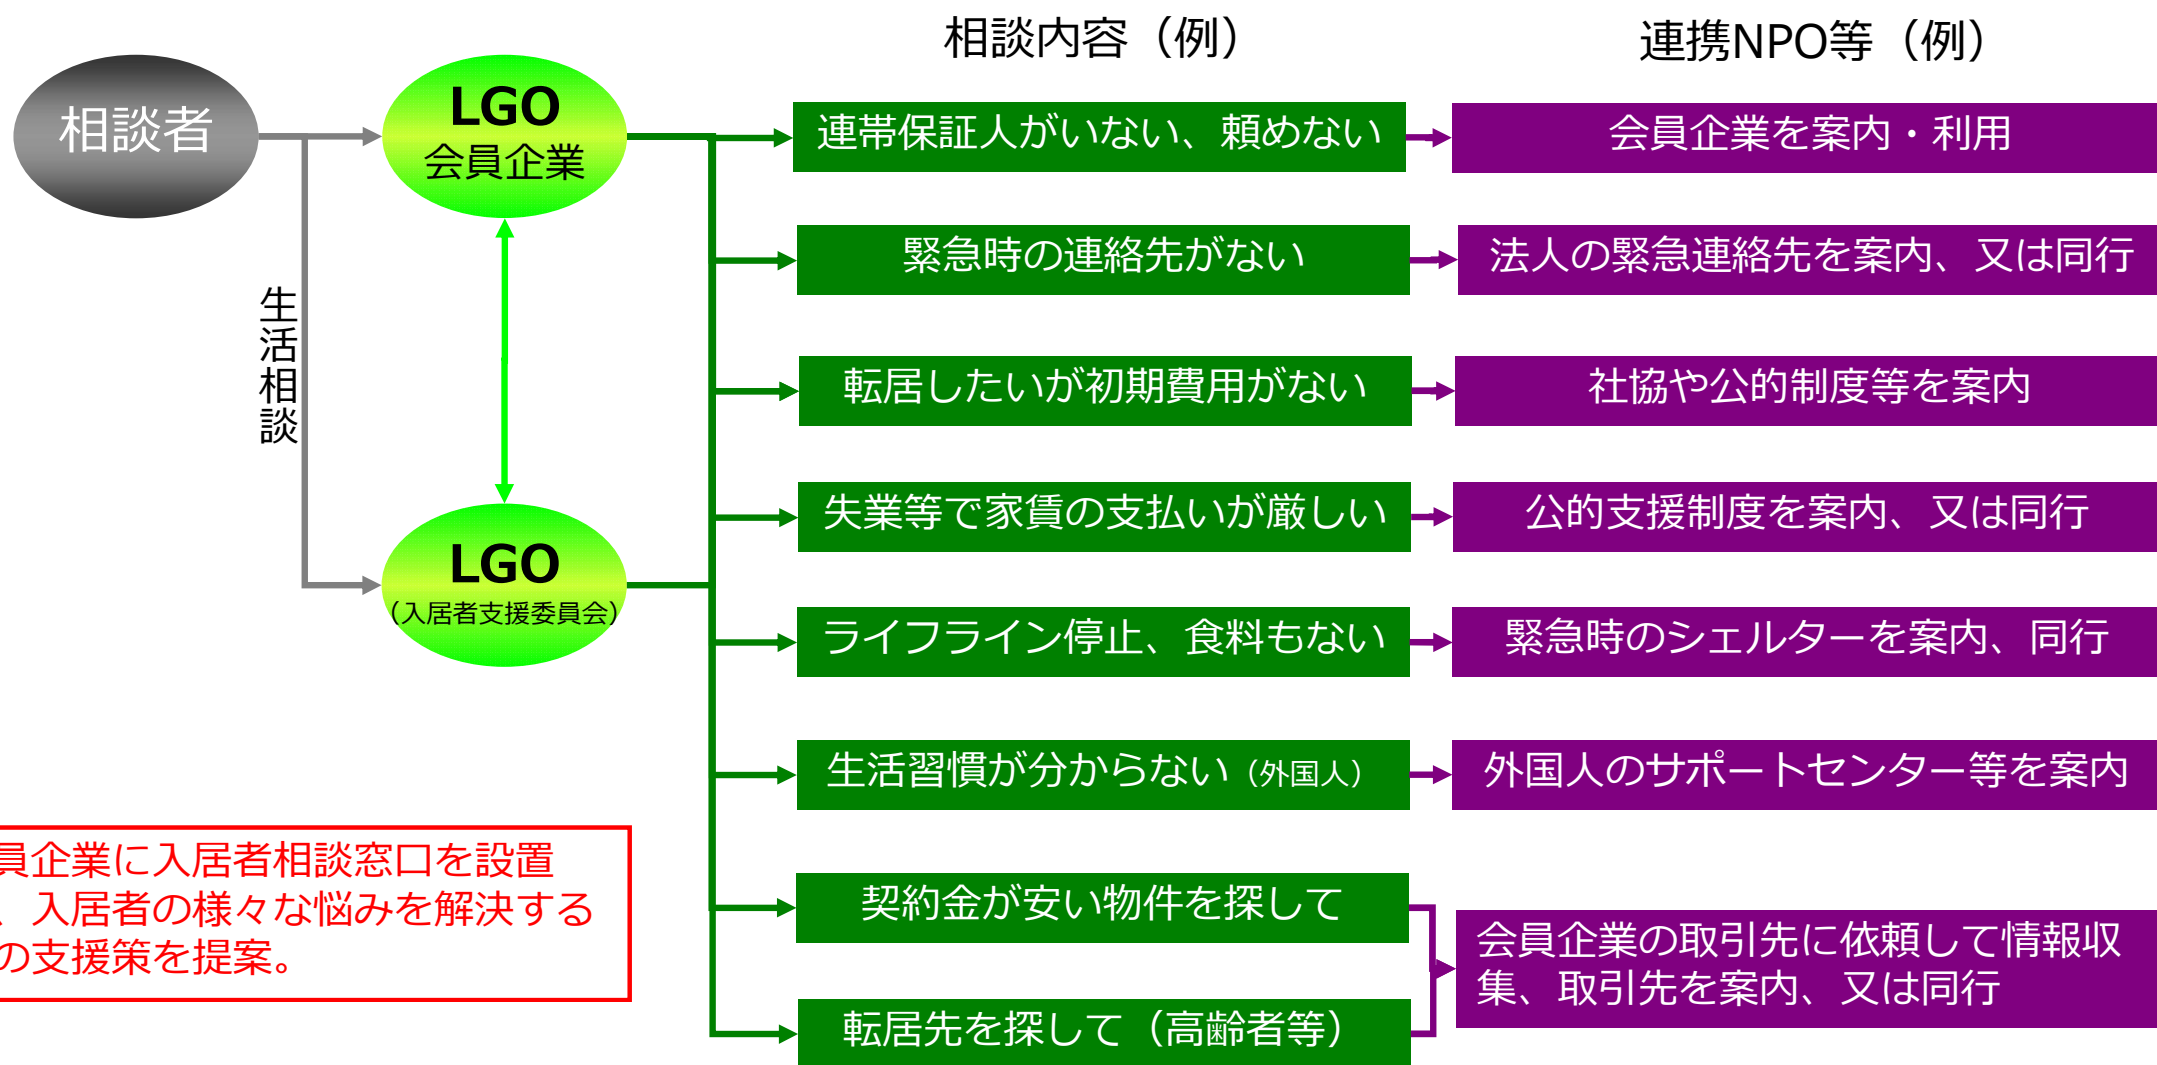 相談内容（例）
連携NPO等（例）
相談者
LGO
会員企業
生活相談
LGO
（入居者支援委員会）
連帯保証人がいない、頼めない
会員企業を案内・利用
緊急時の連絡先がない
法人の緊急連絡先を案内、又は同行
転居したいが初期費用がない
社協や公的制度等を案内
失業等で家賃の支払いが厳しい
公的支援制度を案内、又は同行
ライフライン停止、食料もない
緊急時のシェルターを案内、同行
生活習慣が分からない（外国人）
外国人のサポートセンター等を案内
契約金が安い物件を探して
転居先を探して（高齢者等）
会員企業の取引先に依頼して情報収
集、取引先を案内、又は同行
員企業に入居者相談窓口を設置
、入居者の様々な悩みを解決する
の支援策を提案。